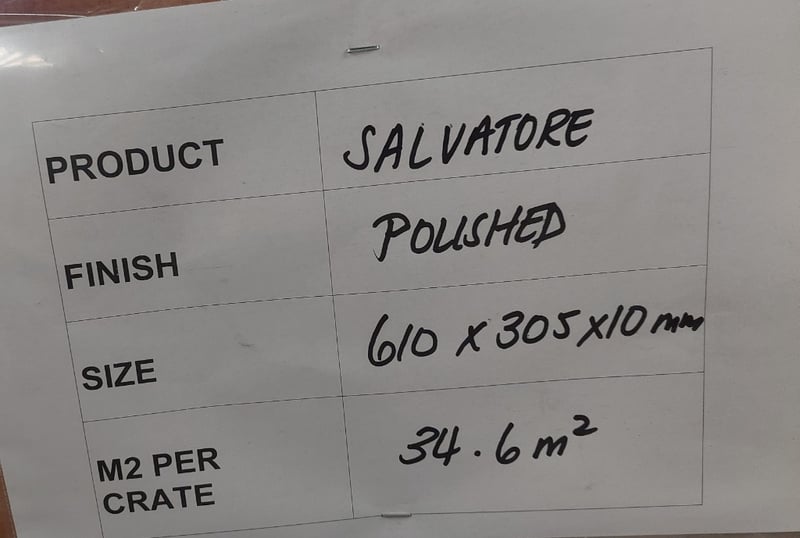 PRODUCT SALVATORE
FINISH POLISHED
SIZE 610 x 305 x 10 mm
M2 PER
CRATE 34.6 m²